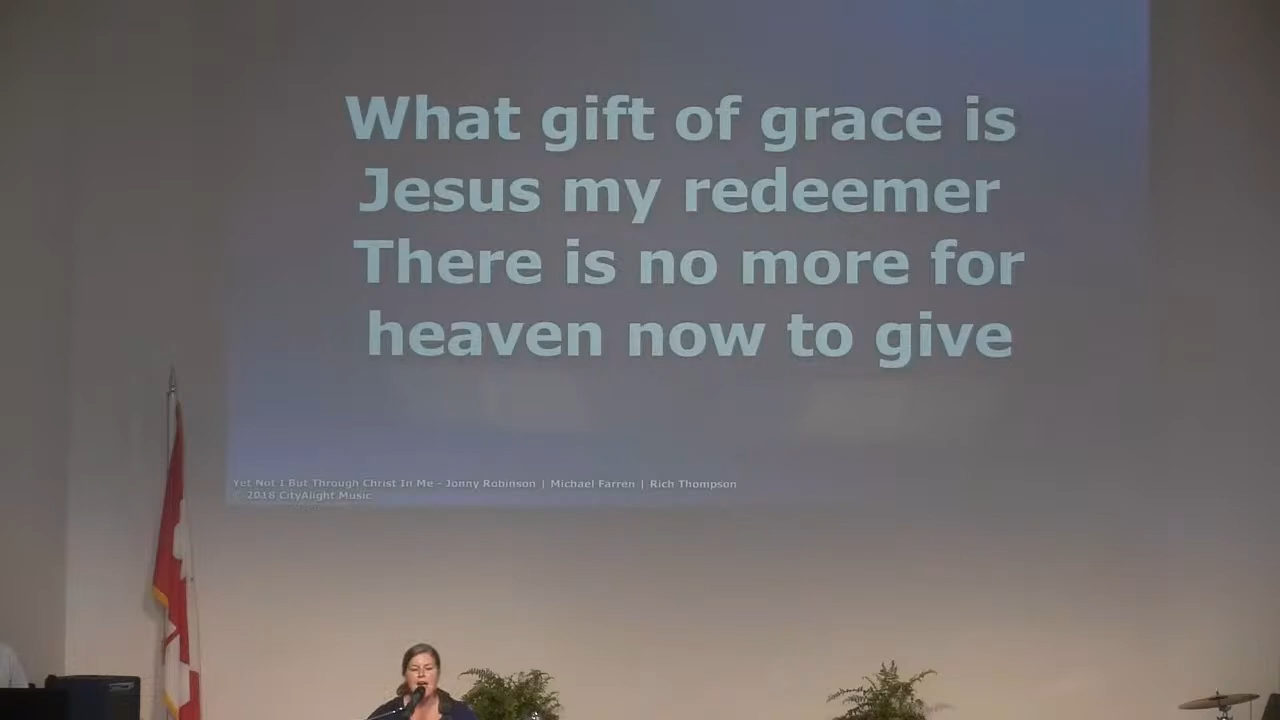 What gift of grace is
Jesus my redeemer
There is no more for
heaven now to give
Yet Not I But Through Christ In Me - Jonny Robinson | Michael Farren | Rich Thompson
© 2018 CityAlight Music